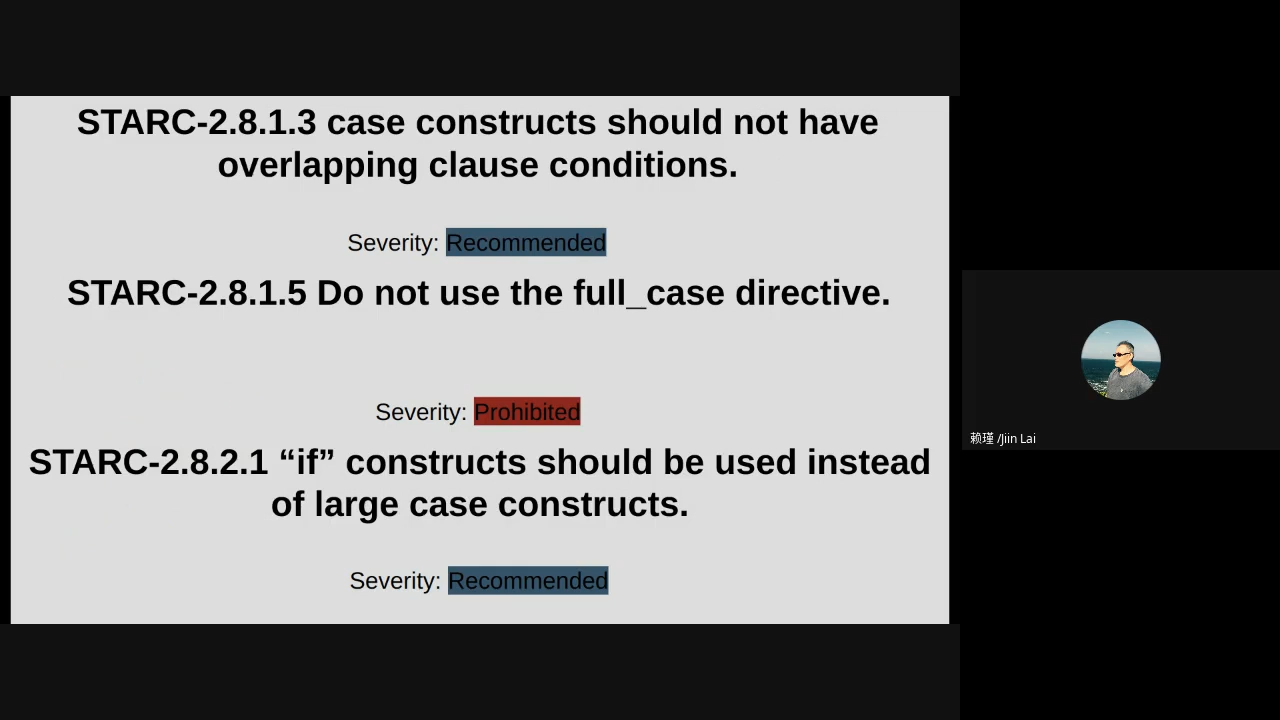 STARC-2.8.1.3 case constructs should not have
overlapping clause conditions.
Severity: Recommended
STARC-2.8.1.5 Do not use the full_case directive.
Severity: Prohibited
STARC-2.8.2.1 “if” constructs should be used instead
of large case constructs.
Severity: Recommended
赖瑾 /Jiin Lai